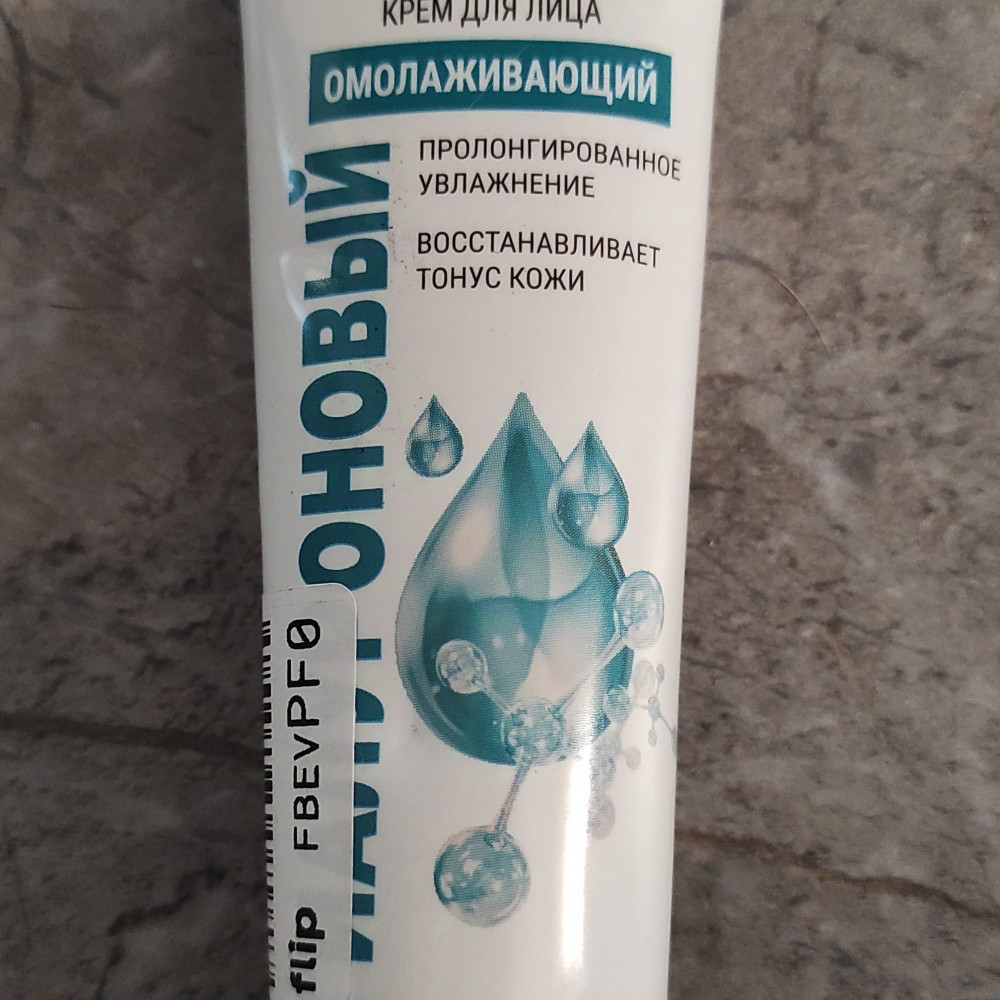 КРЕМ ДЛЯ ЛИЦА
ОМОЛАЖИВАЮЩИЙ
ПРОЛОНГИРОВАННОЕ
УВЛАЖНЕНИЕ
ВОССТАНАВЛИВАЕТ
ТОНУС КОЖИ
flip FBEVPF0